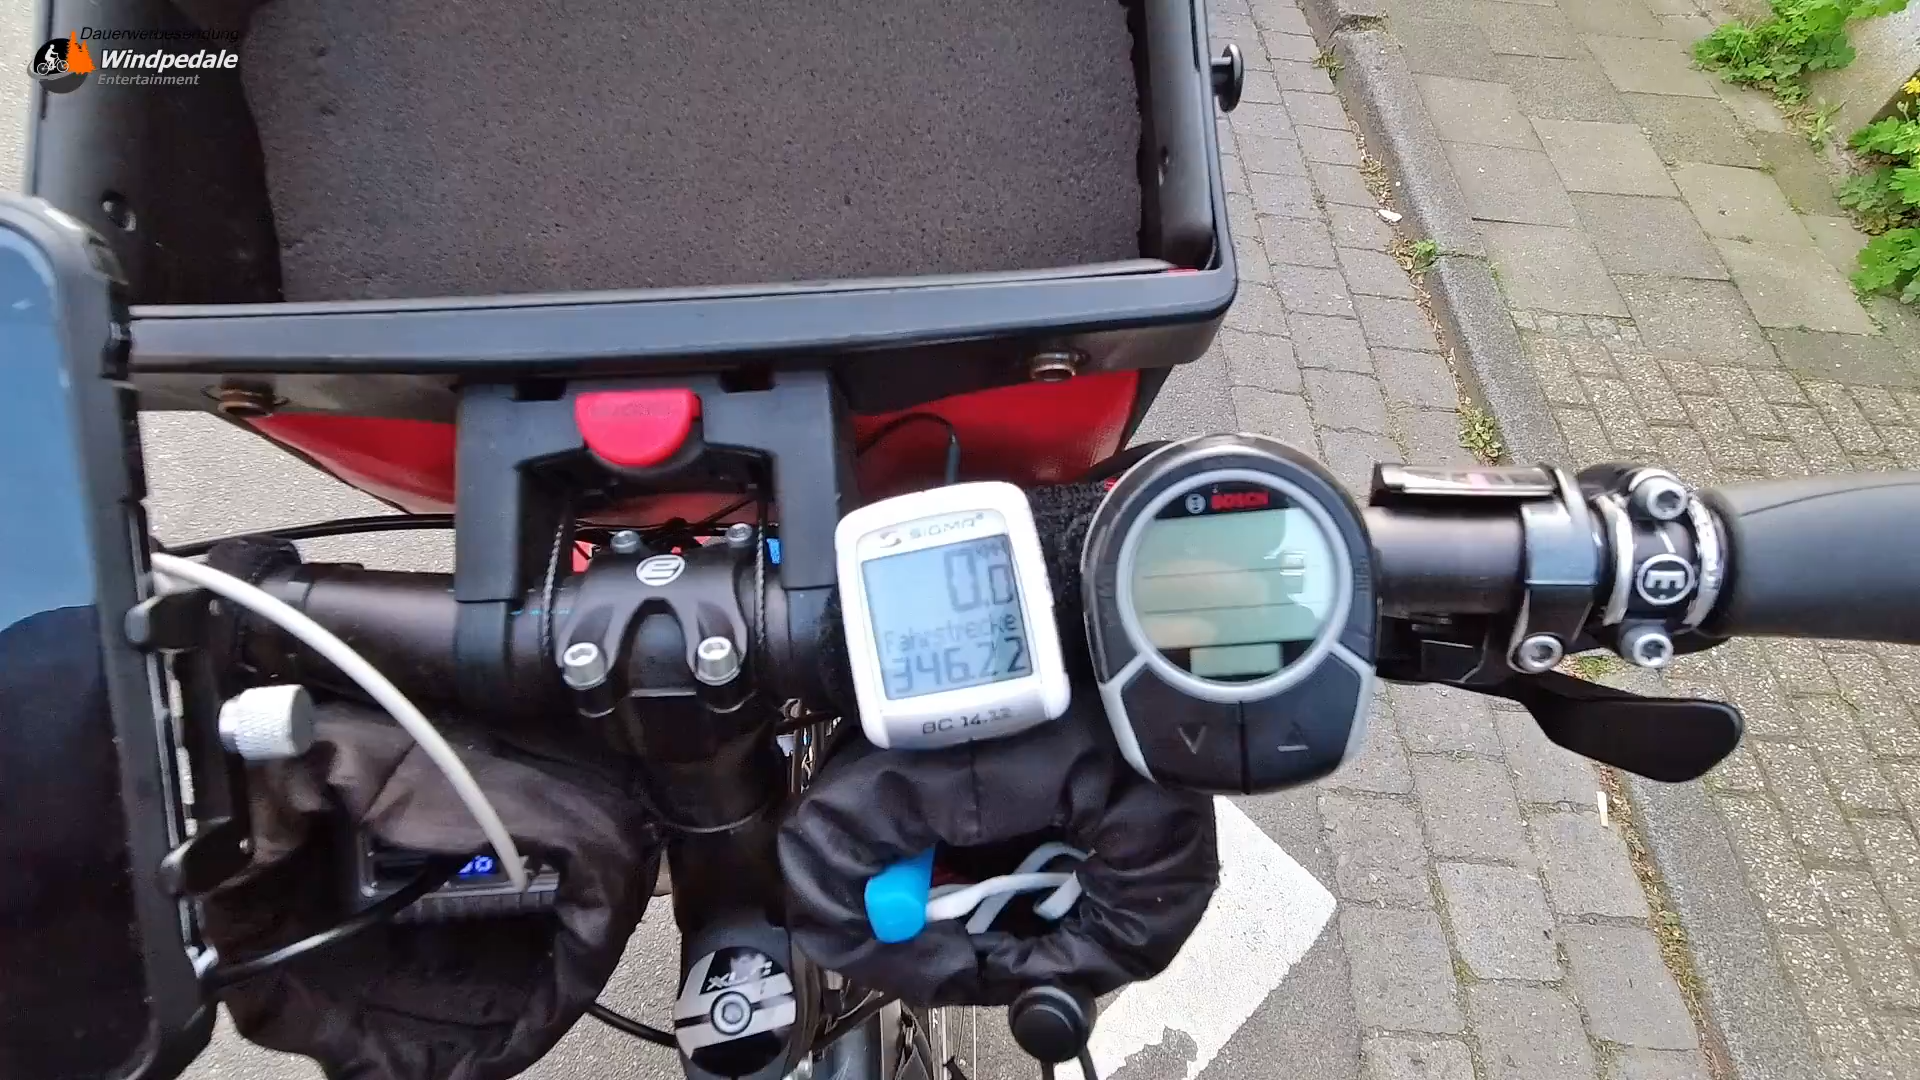 Dauerwerbesendung
Windpedale
Entertainment
BOSCH
SIGMA
0.0
Fahrstrecke
346.22
BC 14.12
XLC